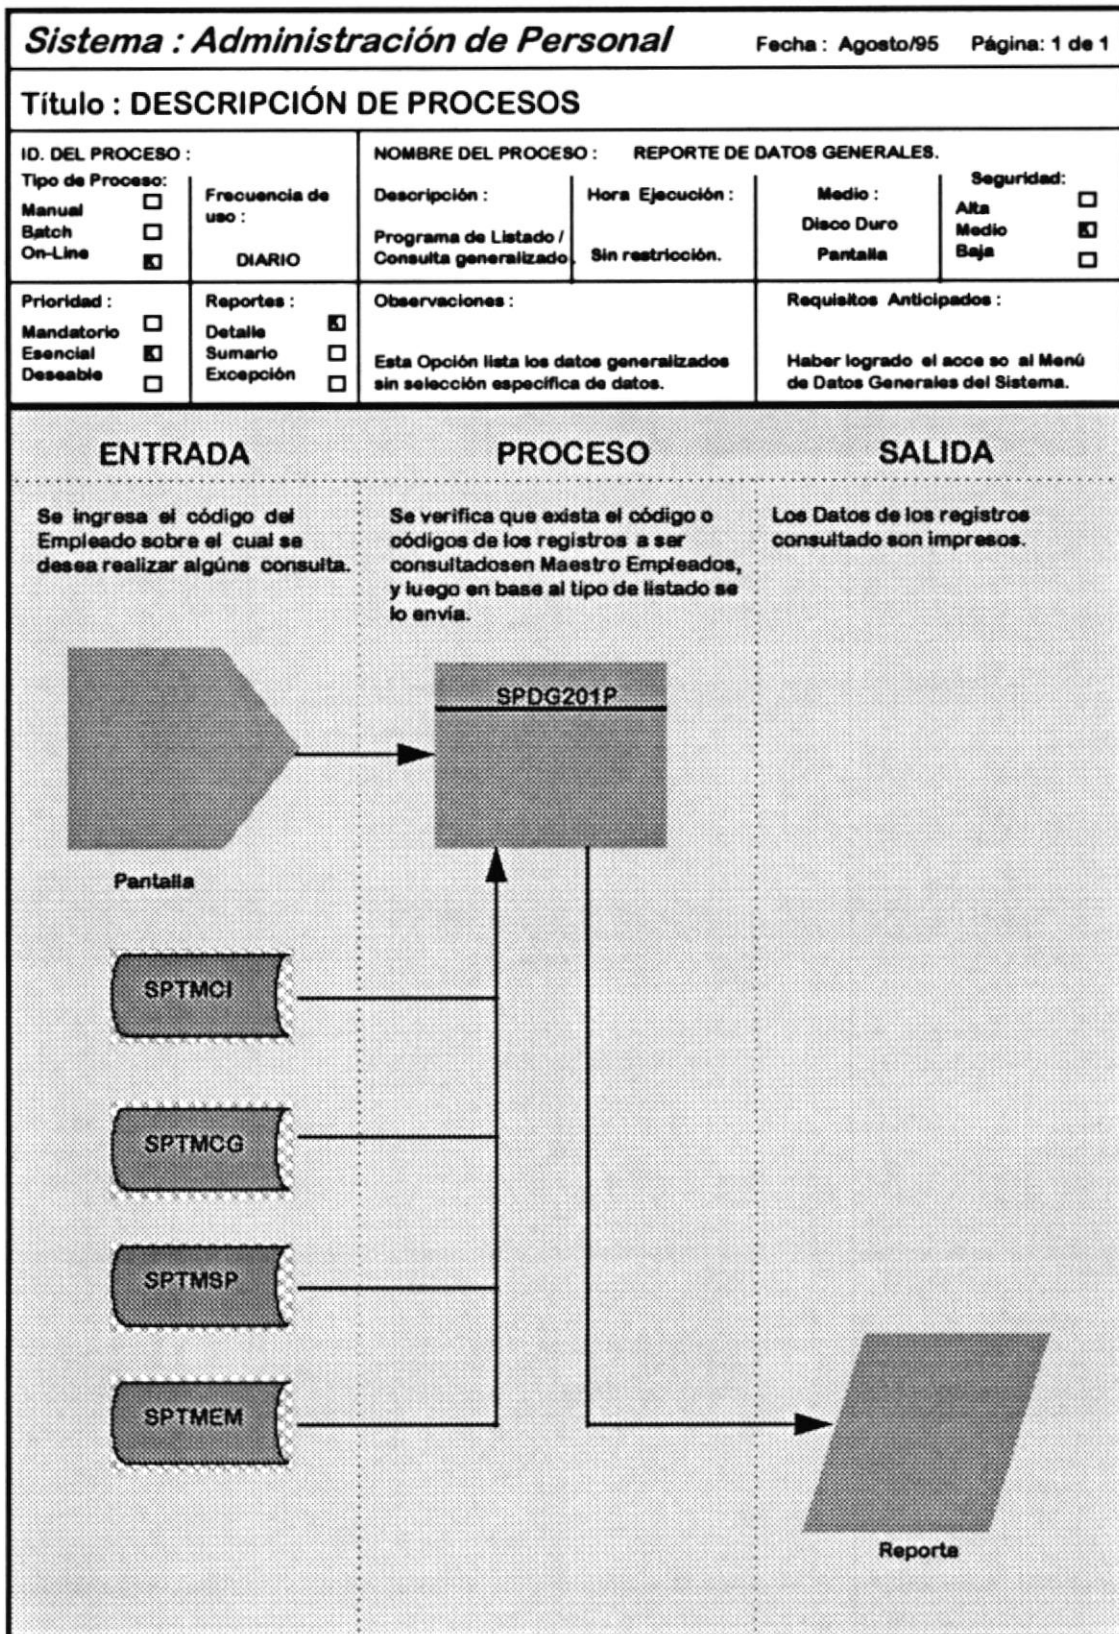 Sistema : Administración de Personal Fecha : Agosto/95 Página: 1 de 1
Título : DESCRIPCIÓN DE PROCESOS
ID. DEL PROCESO :
Tipo de Proceso:
Manual
Batch
On-Line
Frecuencia de
uso :
DIARIO
NOMBRE DEL PROCESO : REPORTE DE DATOS GENERALES.
Descripción :
Programa de Listado /
Consulta generalizado.
Hora Ejecución :
Sin restricción.
Medio :
Disco Duro
Pantalla
Seguridad:
Alta
Medio
Baja
Prioridad :
Mandatorio
Esencial
Deseable
Reportes :
Detalle
Sumario
Excepción
Observaciones :
Esta Opción lista los datos generalizados
sin selección específica de datos.
Requisitos Anticipados :
Haber logrado el acce so al Menú
de Datos Generales del Sistema.
ENTRADA
Se ingresa el código del
Empleado sobre el cual se
desea realizar algúns consulta.
Pantalla
SPTMCI
SPTMCG
SPTMSP
SPTMEM
PROCESO
Se verifica que exista el código o
códigos de los registros a ser
consultadosen Maestro Empleados,
y luego en base al tipo de listado se
lo envía.
SPDG201P
SALIDA
Los Datos de los registros
consultado son impresos.
Reporte